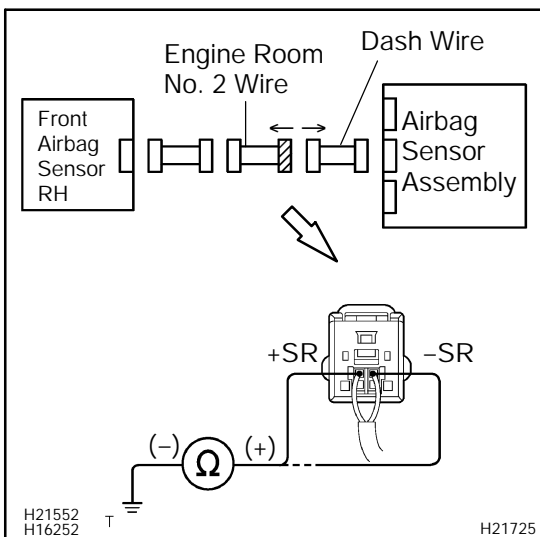 Engine Room
No. 2 Wire
Dash Wire
Front
Airbag
Sensor
RH
Airbag
Sensor
Assembly
+SR
–SR
(–)
Ω
(+)
H21552
H16252
T
H21725